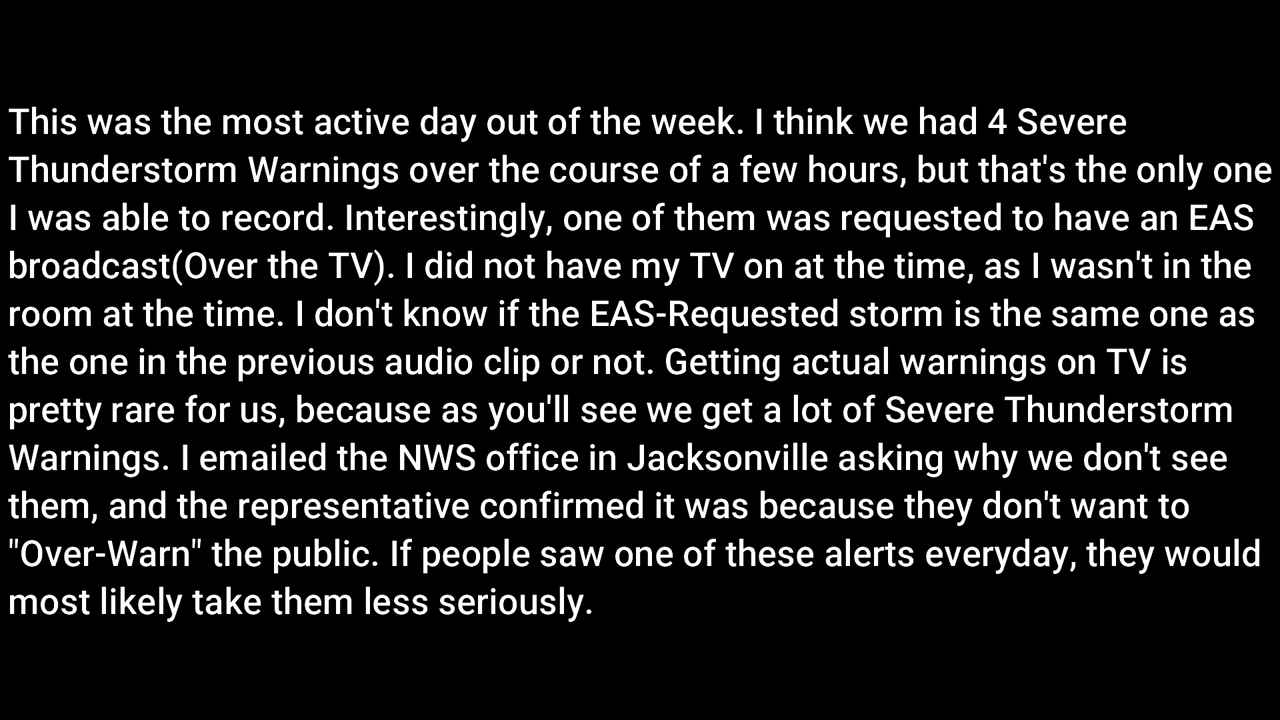 This was the most active day out of the week. I think we had 4 Severe
Thunderstorm Warnings over the course of a few hours, but that's the only one
I was able to record. Interestingly, one of them was requested to have an EAS
broadcast(Over the TV). I did not have my TV on at the time, as I wasn't in the
room at the time. I don't know if the EAS-Requested storm is the same one as
the one in the previous audio clip or not. Getting actual warnings on TV is
pretty rare for us, because as you'll see we get a lot of Severe Thunderstorm
Warnings. I emailed the NWS office in Jacksonville asking why we don't see
them, and the representative confirmed it was because they don't want to
"Over-Warn" the public. If people saw one of these alerts everyday, they would
most likely take them less seriously.